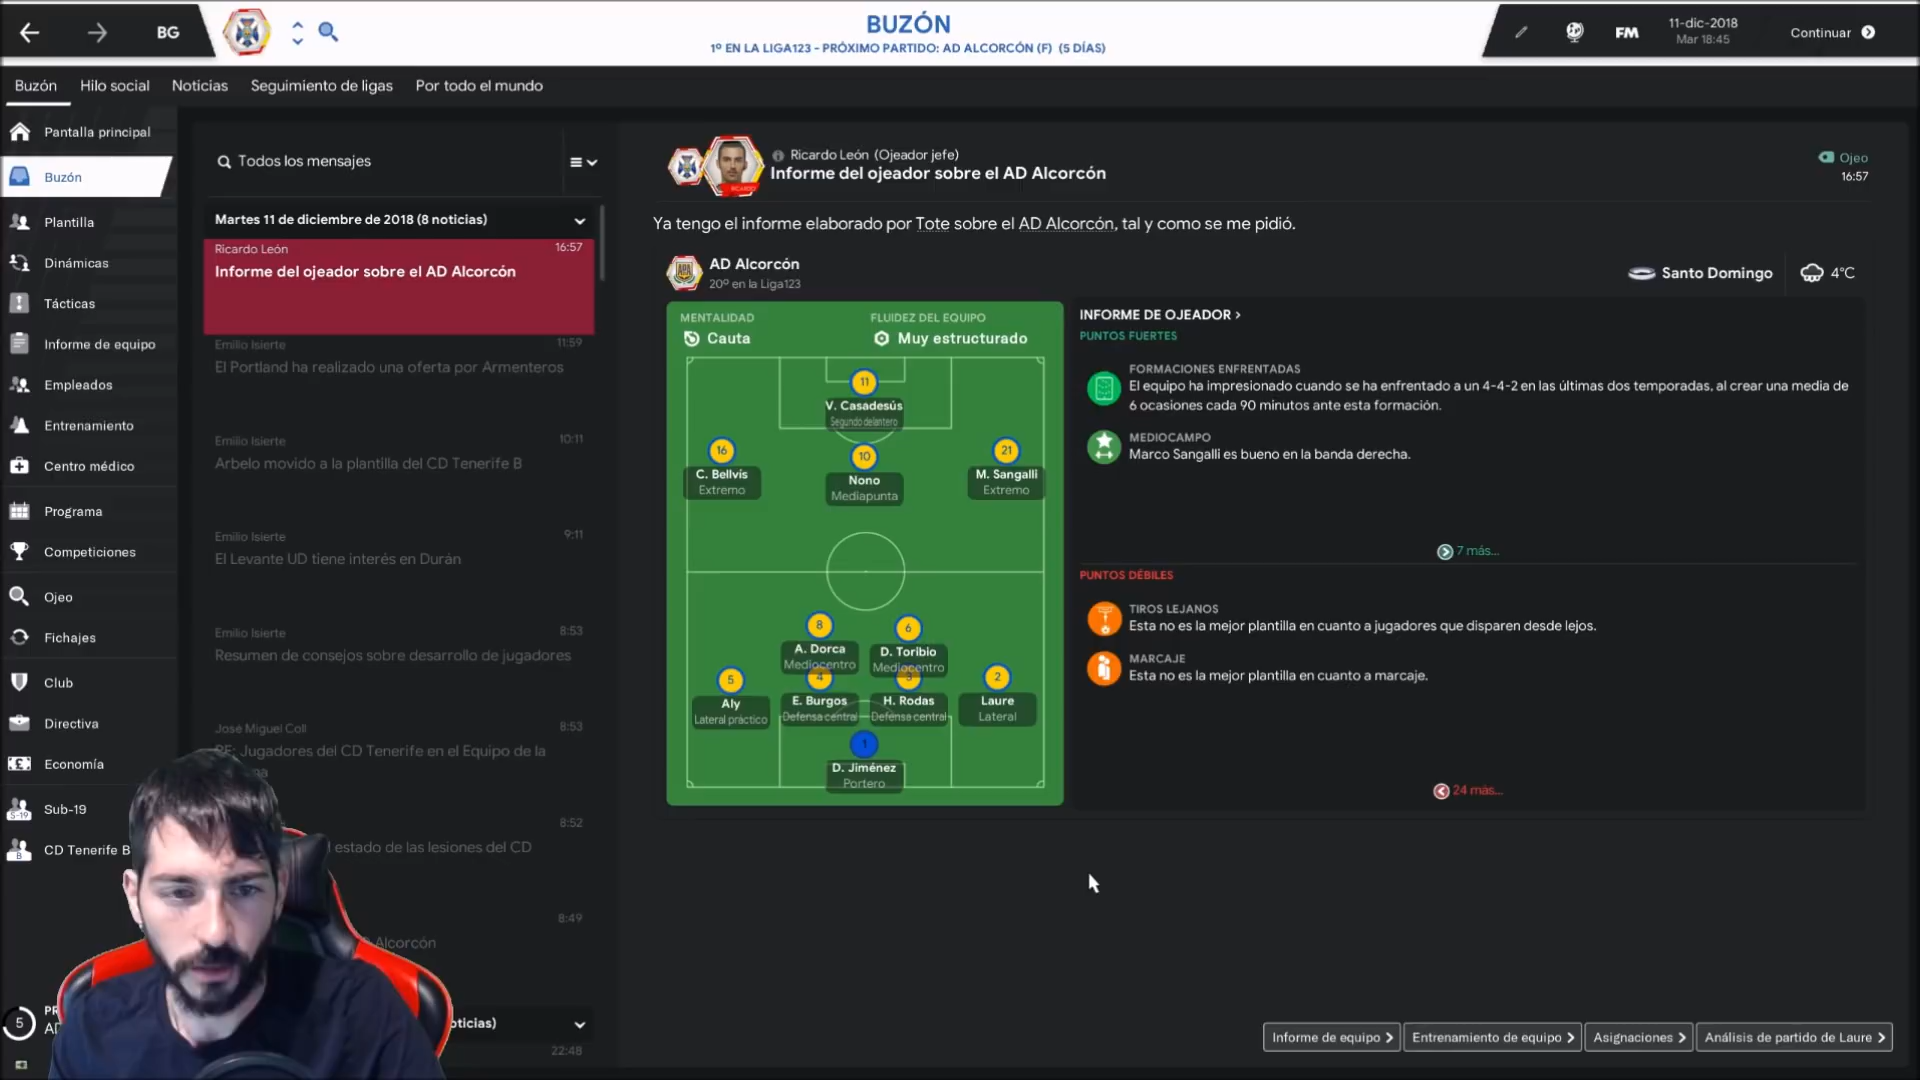 BG
BUZÓN
1º EN LA LIGA123 - PRÓXIMO PARTIDO: AD ALCORCÓN (F) (5 DÍAS)
FM
11-dic-2018
Mar 18:45
Continuar
Buzón
Hilo social
Noticias
Seguimiento de ligas
Por todo el mundo
Pantalla principal
Buzón
Plantilla
Dinámicas
Tácticas
Informe de equipo
Empleados
Entrenamiento
Centro médico
Programa
Competiciones
Ojeo
Fichajes
Club
Directiva
Economía
Sub-19
CD Tenerife B
5
Todos los mensajes
Martes 11 de diciembre de 2018 (8 noticias)
Ricardo León 16:57
Informe del ojeador sobre el AD Alcorcón
Emilio Isierte 11:59
El Portland ha realizado una oferta por Armenteros
Emilio Isierte 10:11
Arbelo movido a la plantilla del CD Tenerife B
Emilio Isierte 9:11
El Levante UD tiene interés en Durán
Emilio Isierte 8:53
Resumen de consejos sobre desarrollo de jugadores
José Miguel Coll 8:53
RE: Jugadores del CD Tenerife en el Equipo de la
8:52
estado de las lesiones del CD
8:49
Alcorcón
oticias)
22:48
Ricardo León (Ojeador jefe)
Informe del ojeador sobre el AD Alcorcón
Ojeo
16:57
Ya tengo el informe elaborado por Tote sobre el AD Alcorcón, tal y como se me pidió.
AD Alcorcón
20º en la Liga123
Santo Domingo
4°C
MENTALIDAD
Cauta
FLUIDEZ DEL EQUIPO
Muy estructurado
11
V. Casadesús
Segundo delantero
16
C. Bellvís
Extremo
10
Nono
Mediapunta
21
M. Sangalli
Extremo
8
A. Dorca
Mediocentro
6
D. Toribio
Mediocentro
5
Aly
Lateral práctico
4
E. Burgos
Defensa central
3
H. Rodas
Defensa central
2
Laure
Lateral
1
D. Jiménez
Portero
INFORME DE OJEADOR >
PUNTOS FUERTES
FORMACIONES ENFRENTADAS
El equipo ha impresionado cuando se ha enfrentado a un 4-4-2 en las últimas dos temporadas, al crear una media de
6 ocasiones cada 90 minutos ante esta formación.
MEDIOCAMPO
Marco Sangalli es bueno en la banda derecha.
7 más...
PUNTOS DÉBILES
TIROS LEJANOS
Esta no es la mejor plantilla en cuanto a jugadores que disparen desde lejos.
MARCAJE
Esta no es la mejor plantilla en cuanto a marcaje.
24 más...
Informe de equipo >
Entrenamiento de equipo >
Asignaciones >
Análisis de partido de Laure >